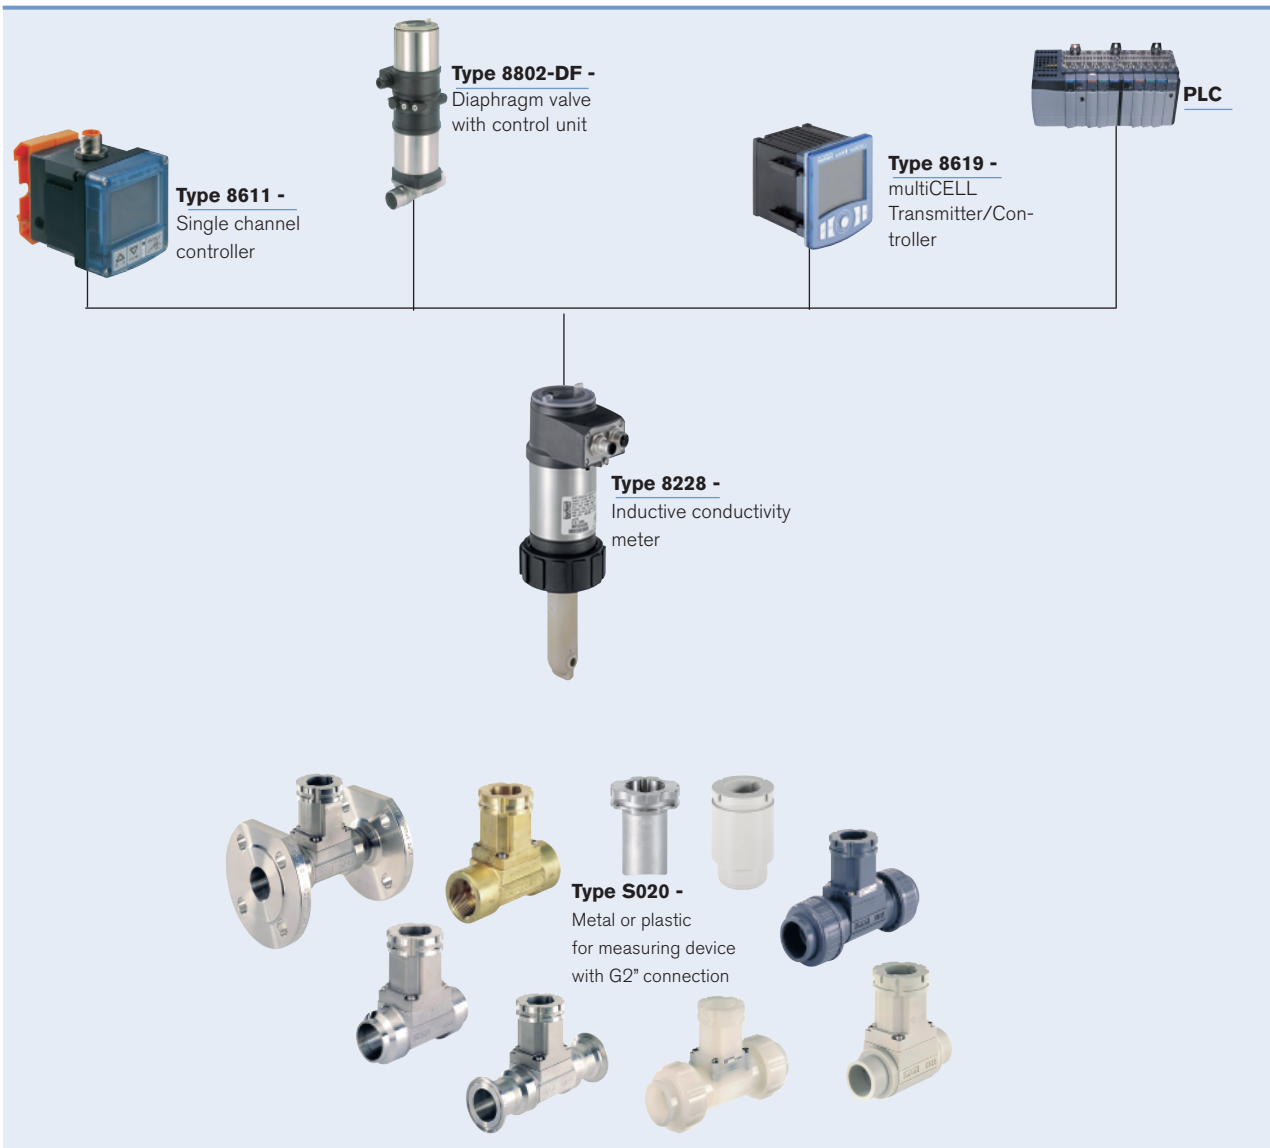 Type 8802-DF -
Diaphragm valve
with control unit
PLC
Type 8611 -
Single channel
controller
Type 8619 -
multiCELL
Transmitter/Con-
troller
Type 8228 -
Inductive conductivity
meter
Type S020 -
Metal or plastic
for measuring device
with G2” connection